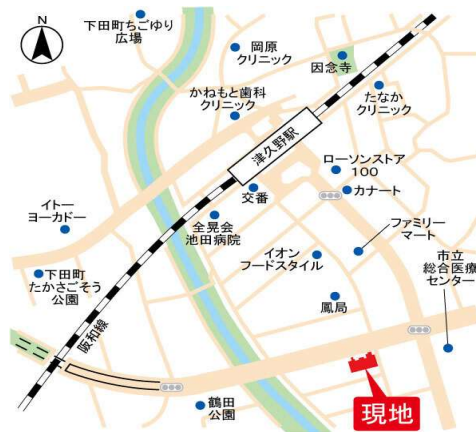 下田町ちごゆり
広場
岡原
クリニック
因念寺
かねもと歯科
クリニック
たなか
クリニック
津久野駅
ローソンストア
100
カナート
交番
イトー
ヨーカドー
全晃会
池田病院
ファミリー
マート
イオン
フードスタイル
市立
総合医療
センター
下田町
たかさごそう
公園
鳳局
阪和線
鶴田
公園
現地
N